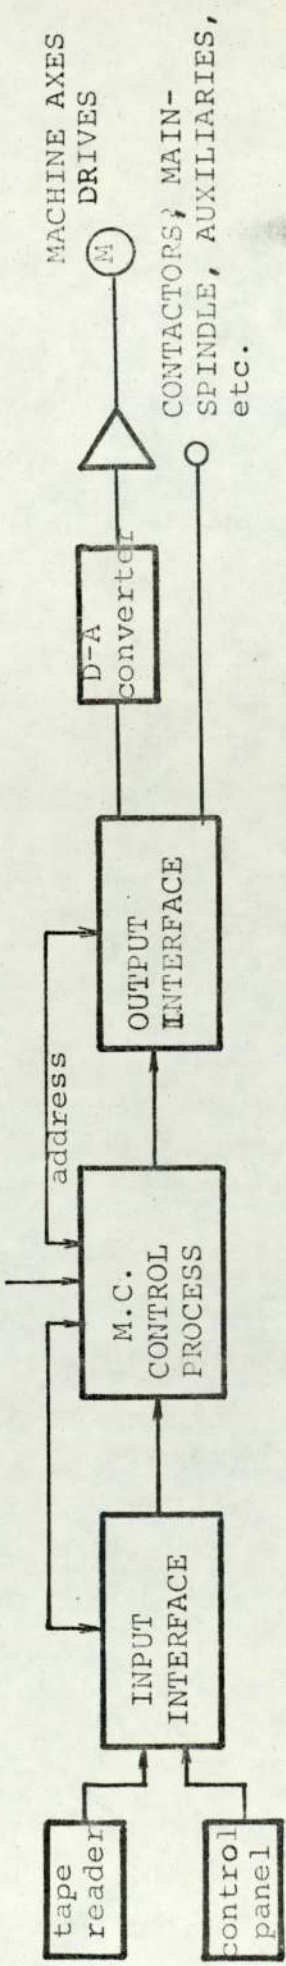 tape
reader
control
panel
INPUT
INTERFACE
M.C.
CONTROL
PROCESS
address
OUTPUT
INTERFACE
D-A
converter
M
MACHINE AXES
DRIVES
CONTACTORS, MAIN-
SPINDLE, AUXILIARIES,
etc.